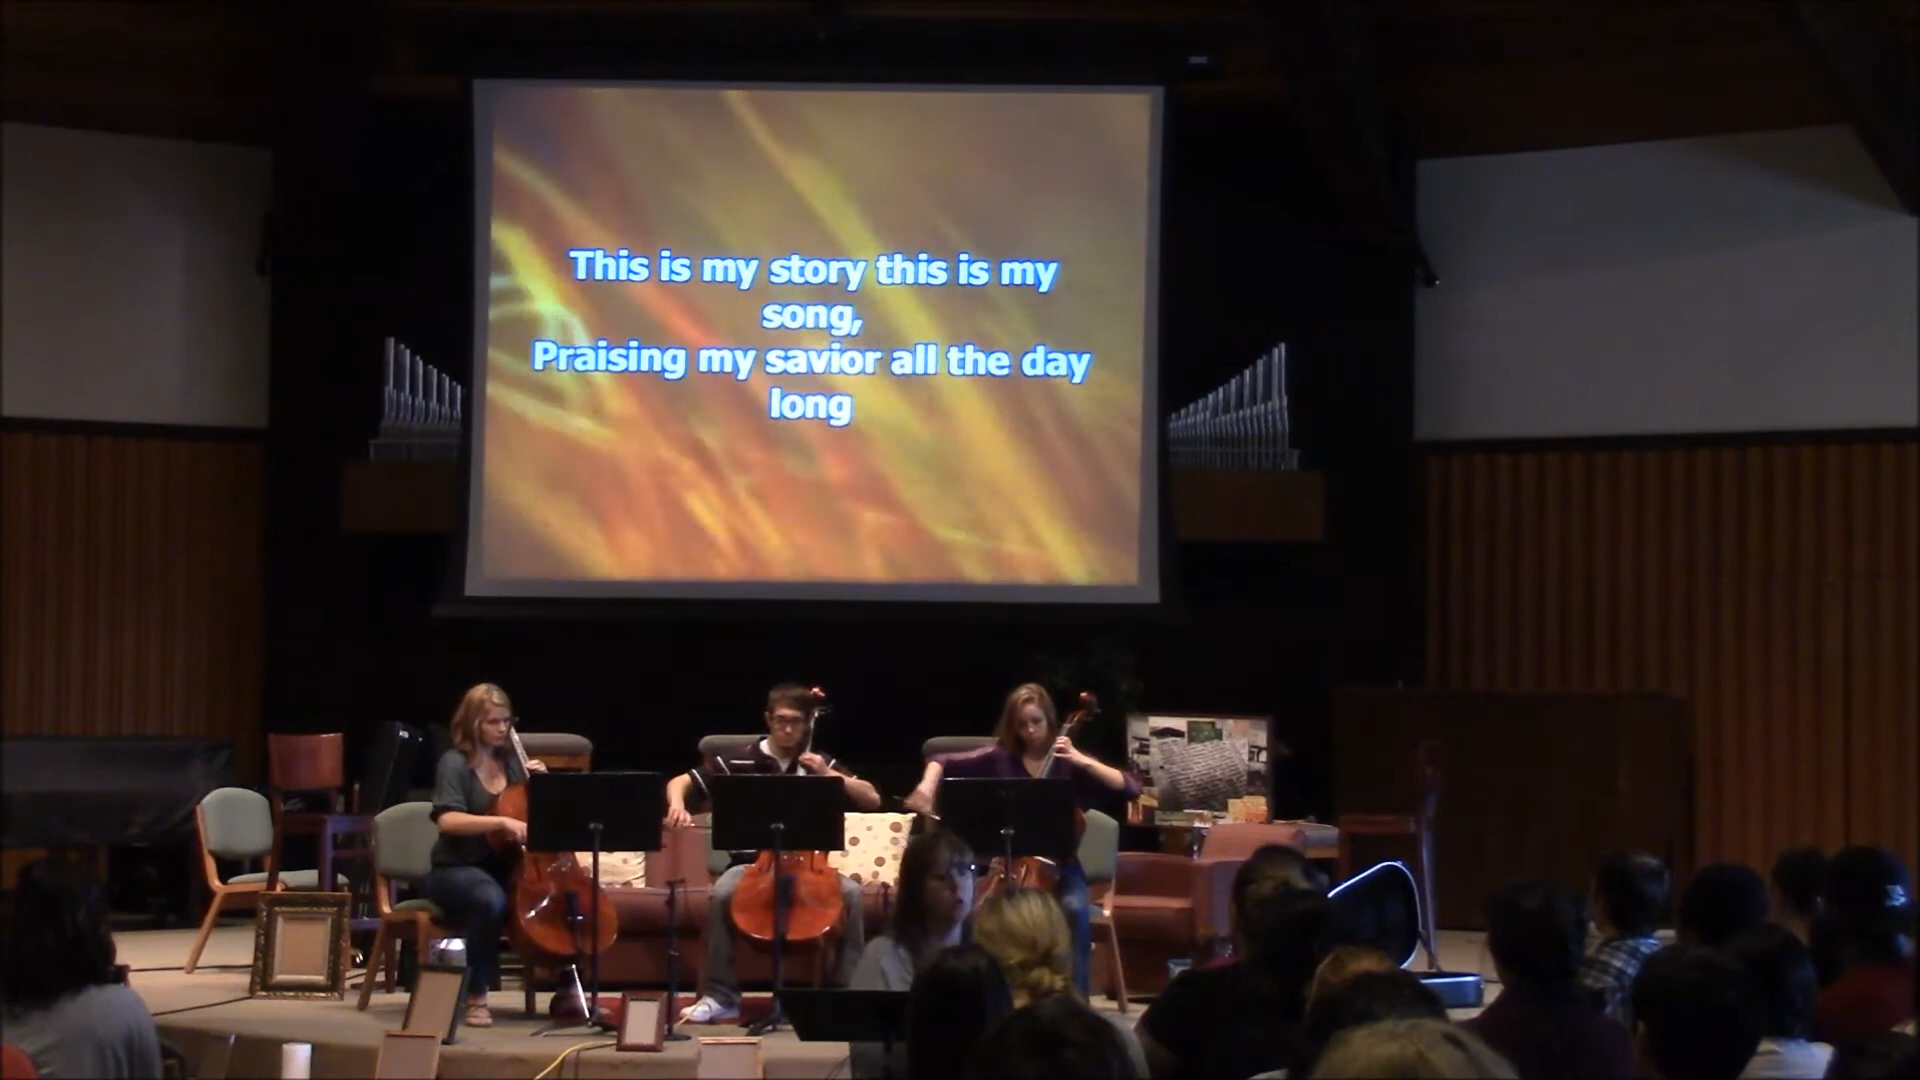 This is my story this is my
song,
Praising my savior all the day
long